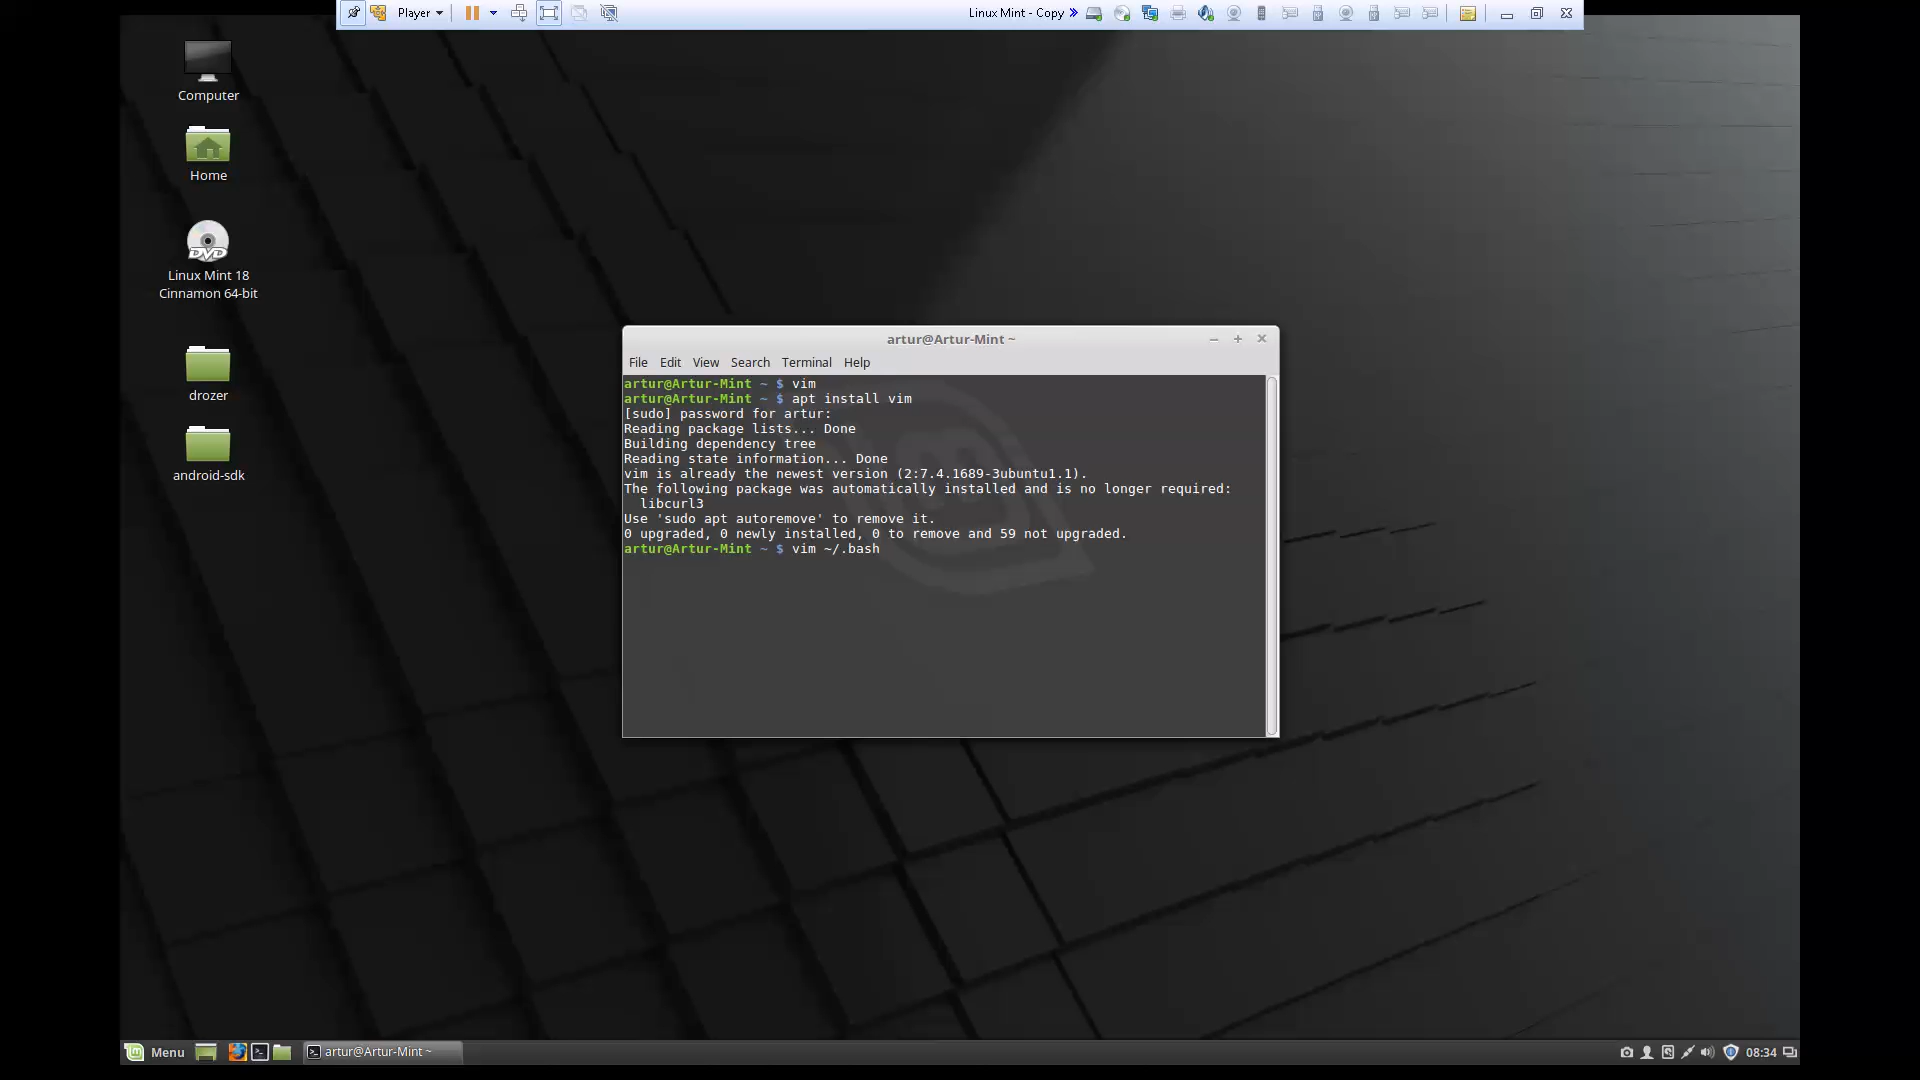 Player
Linux Mint - Copy
Computer
Home
DVD
Linux Mint 18
Cinnamon 64-bit
drozer
android-sdk
artur@Artur-Mint ~
File Edit View Search Terminal Help
artur@Artur-Mint ~ $ vim
artur@Artur-Mint ~ $ apt install vim
[sudo] password for artur:
Reading package lists... Done
Building dependency tree
Reading state information... Done
vim is already the newest version (2:7.4.1689-3ubuntu1.1).
The following package was automatically installed and is no longer required:
  libcurl3
Use 'sudo apt autoremove' to remove it.
0 upgraded, 0 newly installed, 0 to remove and 59 not upgraded.
artur@Artur-Mint ~ $ vim ~/.bash
Menu
artur@Artur-Mint ~
08:34